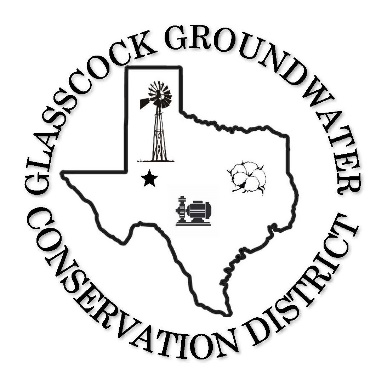 GLASSCOCK GROUNDWATER
CONSERVATION DISTRICT